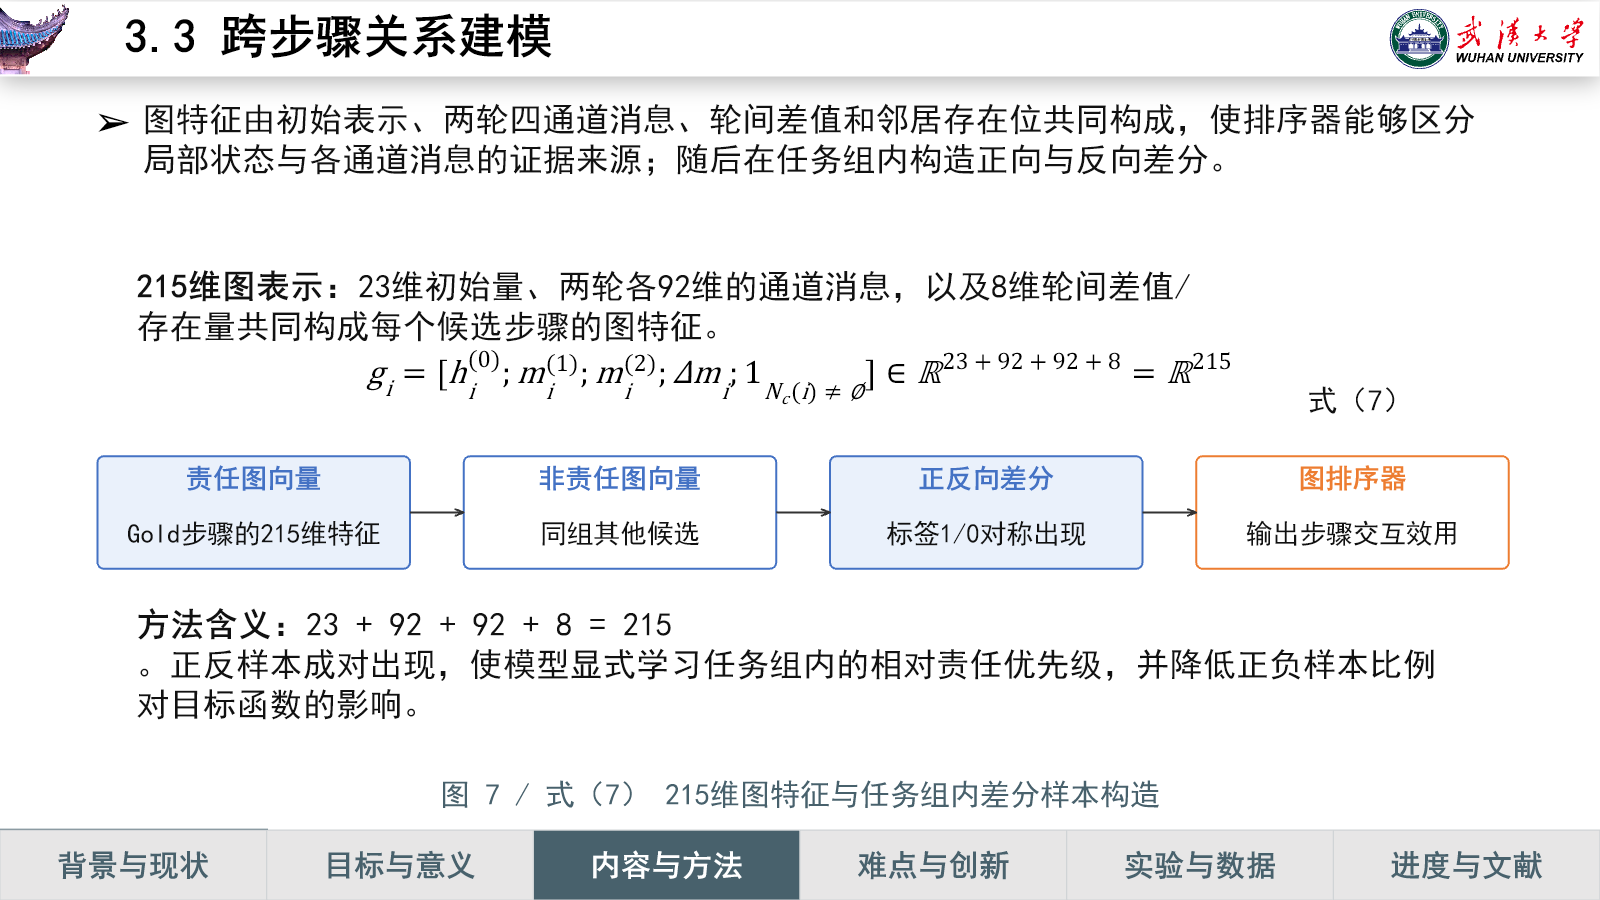 3.3 跨步骤关系建模
武汉大学
WUHAN UNIVERSITY
➢ 图特征由初始表示、两轮四通道消息、轮间差值和邻居存在位共同构成，使排序器能够区分
局部状态与各通道消息的证据来源；随后在任务组内构造正向与反向差分。
215维图表示：23维初始量、两轮各92维的通道消息，以及8维轮间差值/
存在量共同构成每个候选步骤的图特征。
g_i = [h_i^(0); m_i^(1); m_i^(2); Δm_i; 1_{N_c(i) ≠ ∅}] ∈ ℝ^{23 + 92 + 92 + 8} = ℝ^{215}
式（7）
责任图向量
Gold步骤的215维特征
非责任图向量
同组其他候选
正反向差分
标签1/0对称出现
图排序器
输出步骤交互效用
方法含义：23 + 92 + 92 + 8 = 215
。正反样本成对出现，使模型显式学习任务组内的相对责任优先级，并降低正负样本比例
对目标函数的影响。
图 7 / 式（7） 215维图特征与任务组内差分样本构造
背景与现状
目标与意义
内容与方法
难点与创新
实验与数据
进度与文献